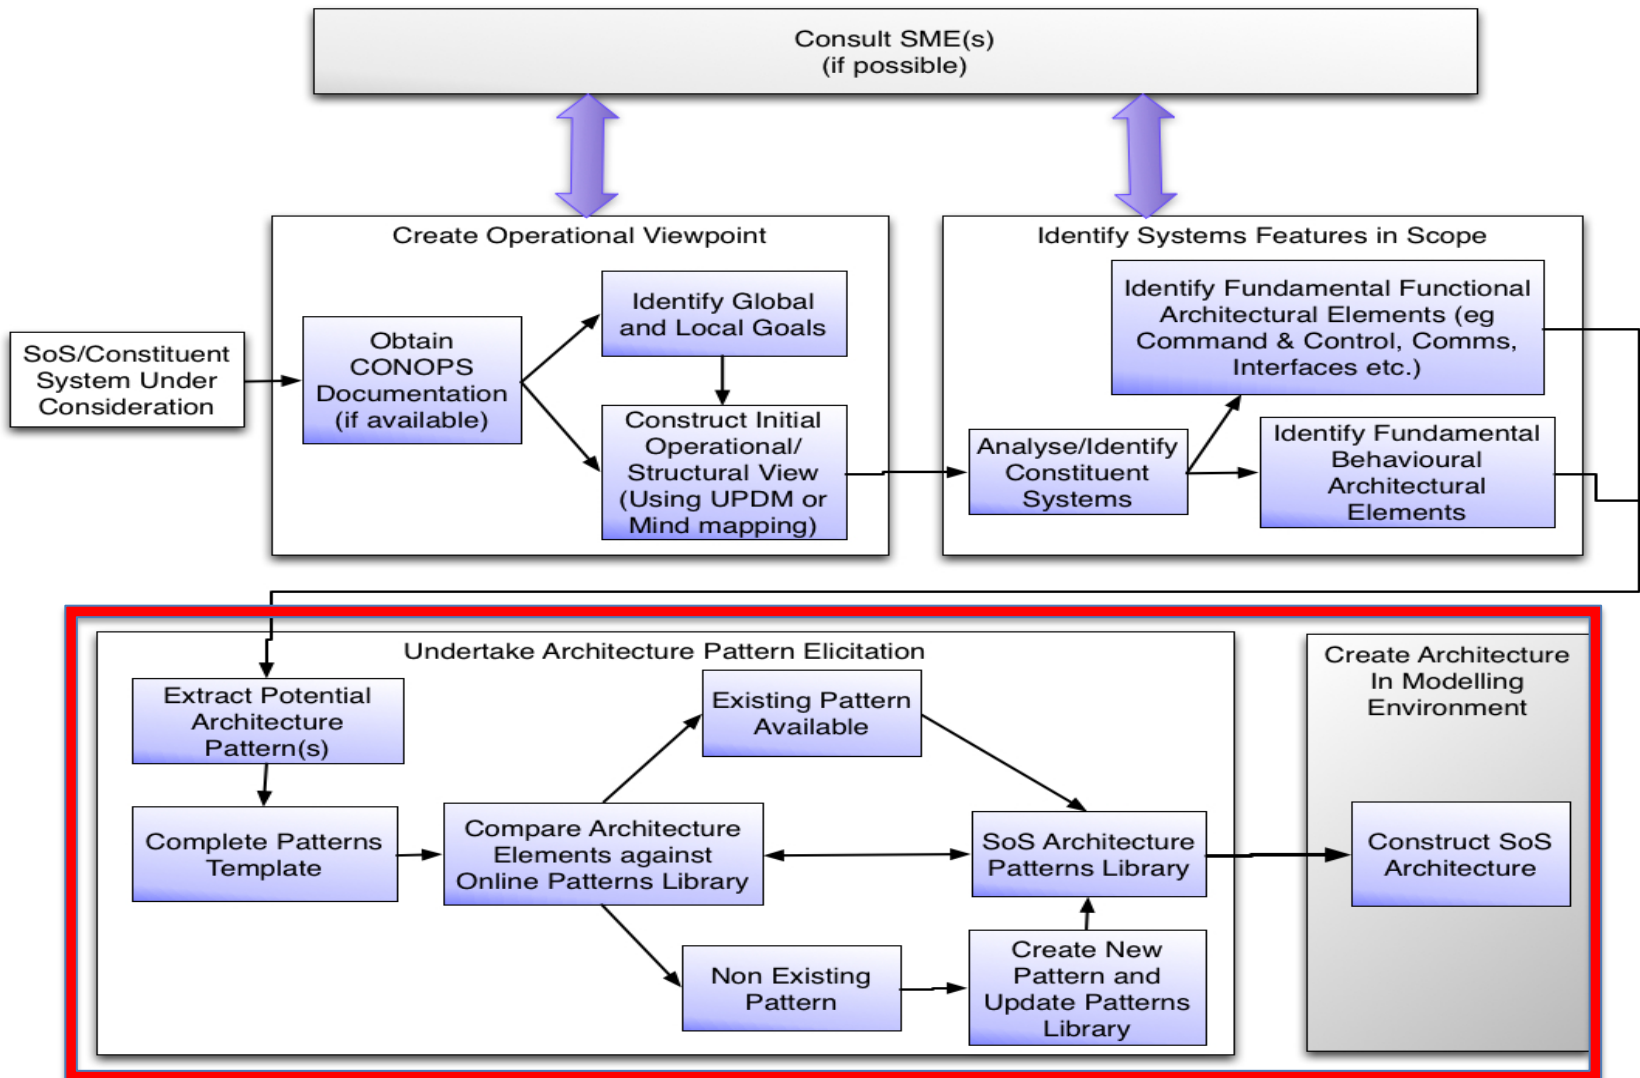 Consult SME(s)
(if possible)
Create Operational Viewpoint
Identify Systems Features in Scope
SoS/Constituent
System Under
Consideration
Obtain
CONOPS
Documentation
(if available)
Identify Global
and Local Goals
Construct Initial
Operational/
Structural View
(Using UPDM or
Mind mapping)
Analyse/Identify
Constituent
Systems
Identify Fundamental Functional
Architectural Elements (eg
Command & Control, Comms,
Interfaces etc.)
Identify Fundamental
Behavioural
Architectural
Elements
Undertake Architecture Pattern Elicitation
Extract Potential
Architecture
Pattern(s)
Complete Patterns
Template
Compare Architecture
Elements against
Online Patterns Library
Existing Pattern
Available
Non Existing
Pattern
SoS Architecture
Patterns Library
Create New
Pattern and
Update Patterns
Library
Create Architecture
In Modelling
Environment
Construct SoS
Architecture